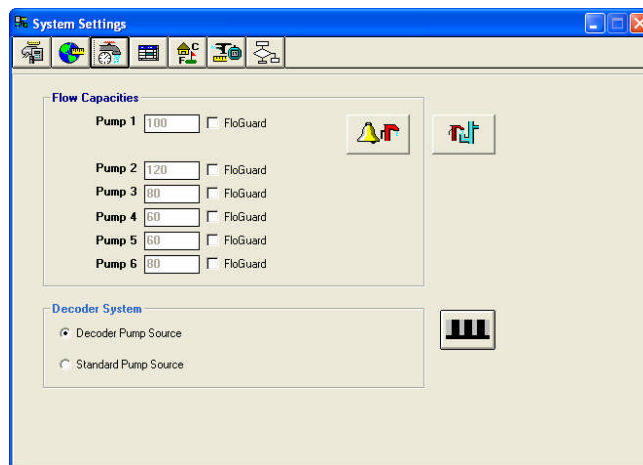 System Settings
C
F
Flow Capacities
Pump 1 100 FloGuard
Pump 2 120 FloGuard
Pump 3 80 FloGuard
Pump 4 60 FloGuard
Pump 5 60 FloGuard
Pump 6 80 FloGuard
Decoder System
Decoder Pump Source
Standard Pump Source